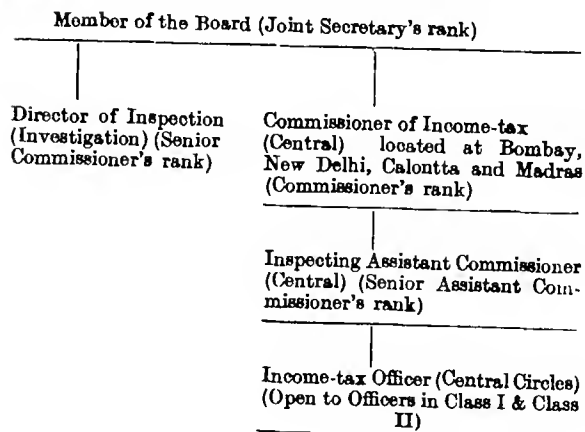 Member of the Board (Joint Secretary's rank)
Director of Inspection
(Investigation) (Senior
Commissioner's rank)
Commissioner of Income-tax
(Central) located at Bombay,
New Delhi, Calontta and Madras
(Commissioner's rank)
Inspecting Assistant Commissioner
(Central) (Senior Assistant Com-
missioner's rank)
Income-tax Officer (Central Circles)
(Open to Officers in Class I & Class
II)